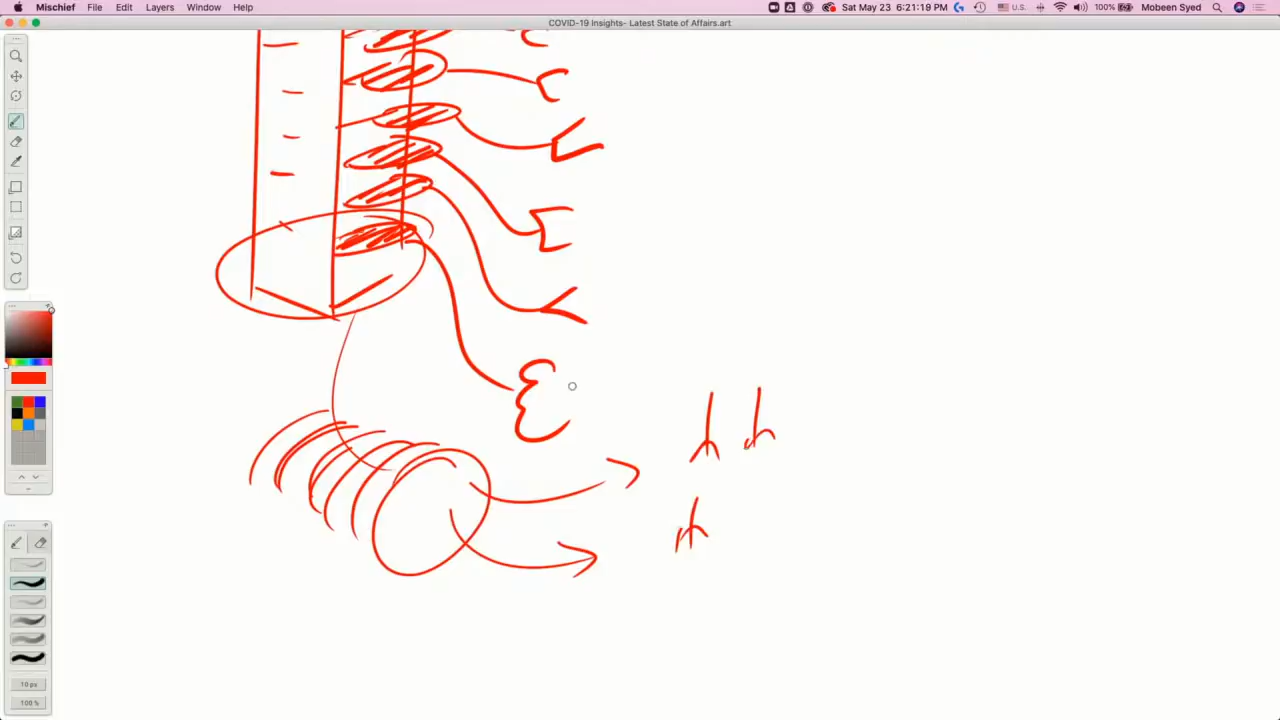 Mischief File Edit Layers Window Help 100% Sat May 23 6:21:19 PM U.S. Mobeen Syed
COVID-19 Insights- Latest State of Affairs.art
10 px
100 %